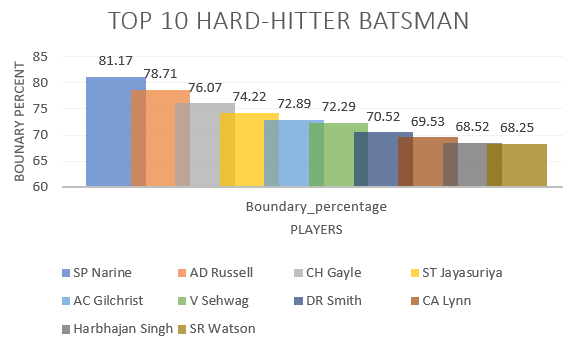 TOP 10 HARD-HITTER BATSMAN
BOUNARY PERCENT
85
80
75
70
65
60
81.17
78.71
76.07
74.22
72.89
72.29
70.52
69.53
68.52
68.25
Boundary_percentage
PLAYERS
SP Narine AD Russell CH Gayle ST Jayasuriya
AC Gilchrist V Sehwag DR Smith CA Lynn
Harbhajan Singh SR Watson